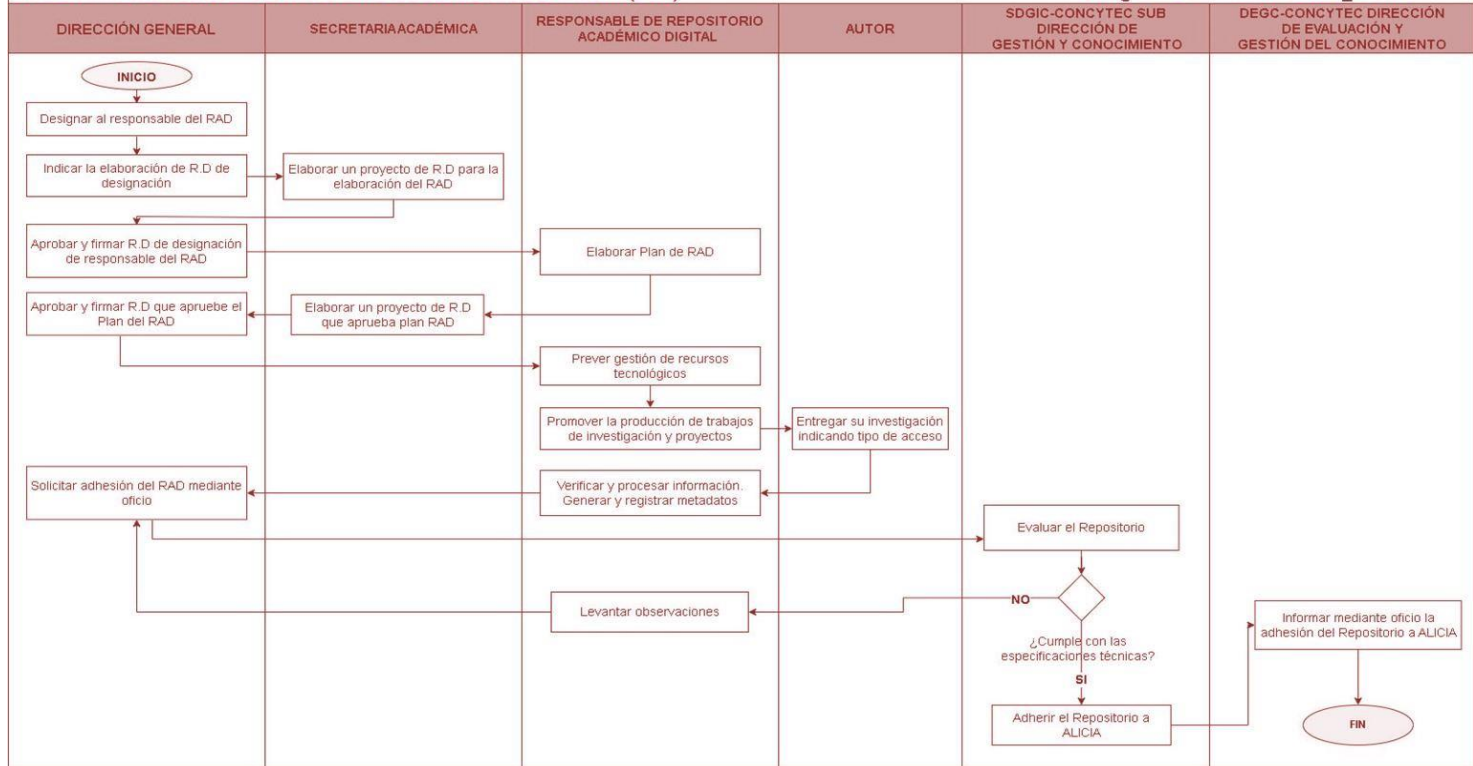 DIRECCIÓN GENERAL
SECRETARIA ACADÉMICA
RESPONSABLE DE REPOSITORIO
ACADÉMICO DIGITAL
AUTOR
SDGIC-CONCYTEC SUB
DIRECCIÓN DE
GESTIÓN Y CONOCIMIENTO
DEGC-CONCYTEC DIRECCIÓN
DE EVALUACIÓN Y
GESTIÓN DEL CONOCIMIENTO
INICIO
Designar al responsable del RAD
Indicar la elaboración de R.D de
designación
Elaborar un proyecto de R.D para la
elaboración del RAD
Aprobar y firmar R.D de designación
de responsable del RAD
Elaborar Plan de RAD
Aprobar y firmar R.D que apruebe el
Plan del RAD
Elaborar un proyecto de R.D
que aprueba plan RAD
Prever gestión de recursos
tecnológicos
Promover la producción de trabajos
de investigación y proyectos
Entregar su investigación
indicando tipo de acceso
Solicitar adhesión del RAD mediante
oficio
Verificar y procesar información.
Generar y registrar metadatos
Evaluar el Repositorio
Levantar observaciones
NO
¿Cumple con las
especificaciones técnicas?
SI
Adherir el Repositorio a
ALICIA
Informar mediante oficio la
adhesión del Repositorio a ALICIA
FIN